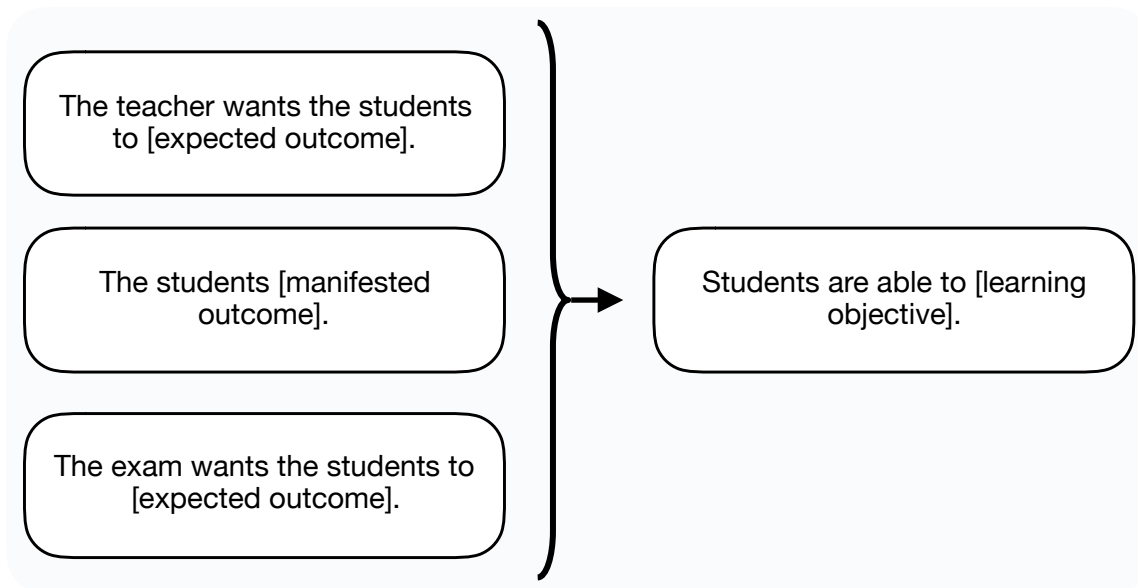 The teacher wants the students
to [expected outcome].
The students [manifested
outcome].
The exam wants the students to
[expected outcome].
Students are able to [learning
objective].